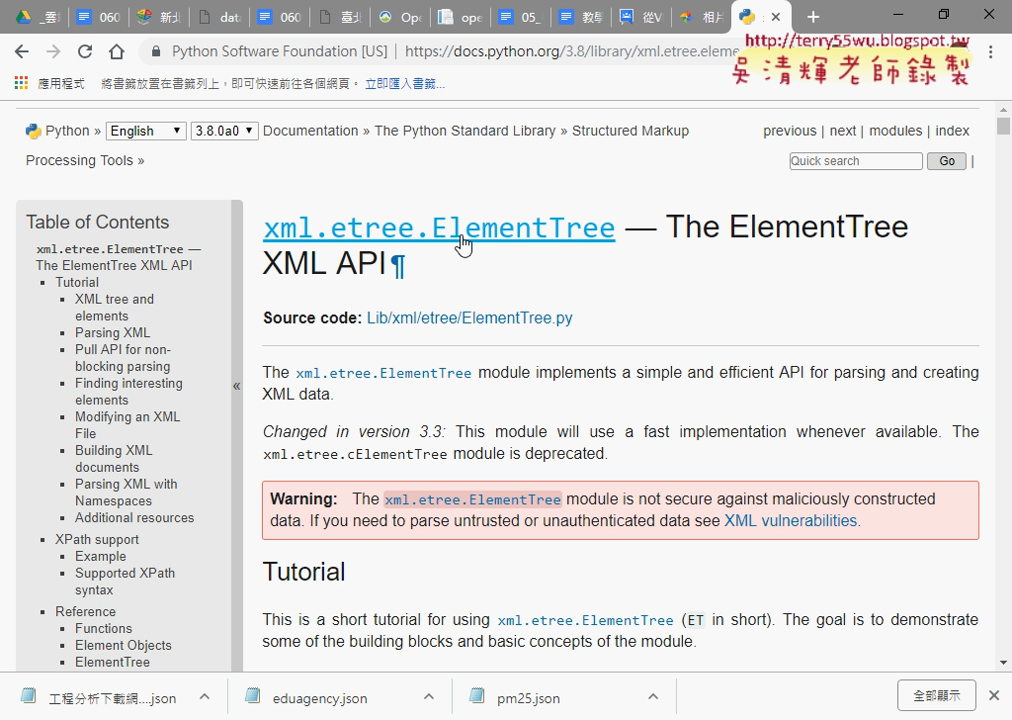 雲
060
新北
dat
060
臺北
Ope
ope
05_
教學
從V
相片
Python Software Foundation [US] | https://docs.python.org/3.8/library/xml.etree.eleme
http://terry55wu.blogspot.tw
吳清輝老師錄製
應用程式 將書籤放置在書籤列上，即可快速前往各個網頁。 立即匯入書籤...
Python » English 3.8.0a0 Documentation » The Python Standard Library » Structured Markup
Processing Tools »
previous | next | modules | index
Quick search Go |
Table of Contents
xml.etree.ElementTree —
The ElementTree XML API
Tutorial
XML tree and
elements
Parsing XML
Pull API for non-
blocking parsing
Finding interesting
elements
Modifying an XML
File
Building XML
documents
Parsing XML with
Namespaces
Additional resources
XPath support
Example
Supported XPath
syntax
Reference
Functions
Element Objects
ElementTree
«
xml.etree.ElementTree — The ElementTree
XML API¶
Source code: Lib/xml/etree/ElementTree.py
The xml.etree.ElementTree module implements a simple and efficient API for parsing and creating
XML data.
Changed in version 3.3: This module will use a fast implementation whenever available. The
xml.etree.cElementTree module is deprecated.
Warning: The xml.etree.ElementTree module is not secure against maliciously constructed
data. If you need to parse untrusted or unauthenticated data see XML vulnerabilities.
Tutorial
This is a short tutorial for using xml.etree.ElementTree (ET in short). The goal is to demonstrate
some of the building blocks and basic concepts of the module.
工程分析下載網....json
eduagency.json
pm25.json
全部顯示